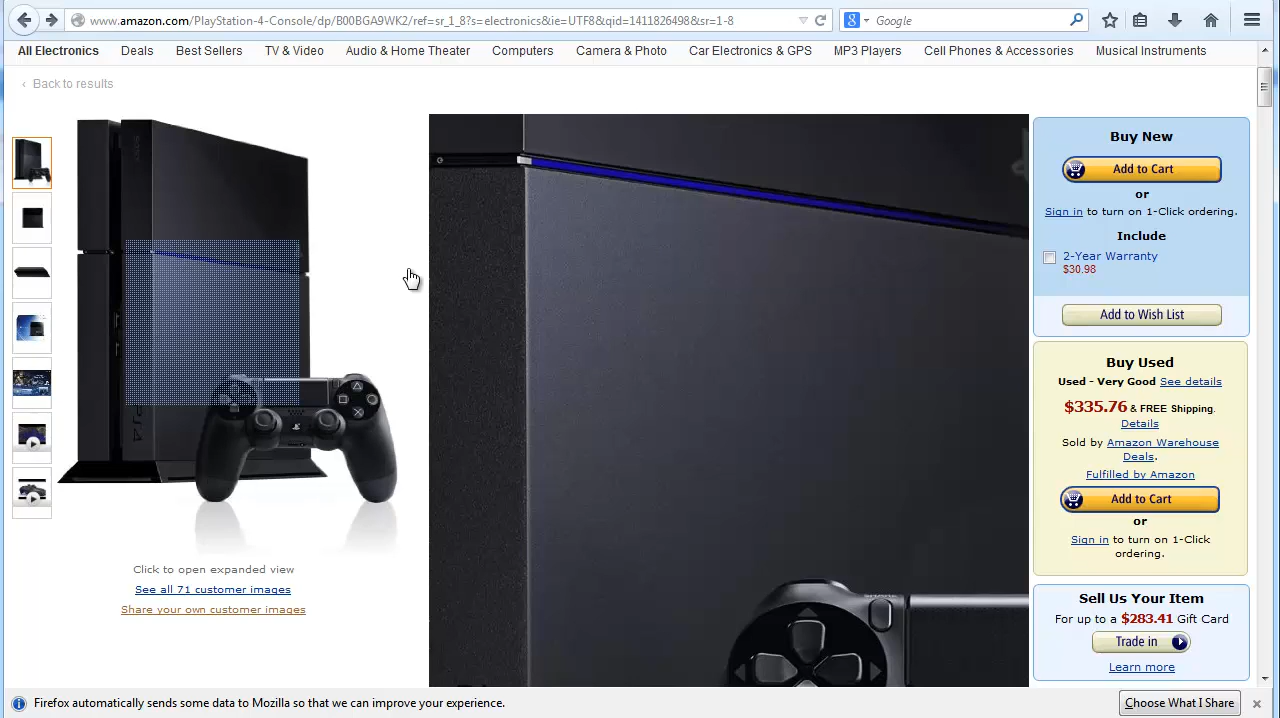 www.amazon.com/PlayStation-4-Console/dp/B00BGA9WK2/ref=sr_1_8?s=electronics&ie=UTF8&qid=1411826498&sr=1-8
Google
All Electronics Deals Best Sellers TV & Video Audio & Home Theater Computers Camera & Photo Car Electronics & GPS MP3 Players Cell Phones & Accessories Musical Instruments
‹ Back to results
Buy New
Add to Cart
or
Sign in to turn on 1-Click ordering.
Include
2-Year Warranty
$30.98
Add to Wish List
Buy Used
Used - Very Good See details
$335.76 & FREE Shipping.
Details
Sold by Amazon Warehouse
Deals.
Fulfilled by Amazon
Add to Cart
or
Sign in to turn on 1-Click
ordering.
Sell Us Your Item
For up to a $283.41 Gift Card
Trade in
Learn more
PS4
Click to open expanded view
See all 71 customer images
Share your own customer images
Firefox automatically sends some data to Mozilla so that we can improve your experience.
Choose What I Share